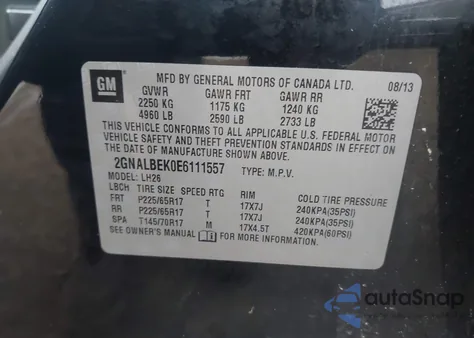 GM
MFD BY GENERAL MOTORS OF CANADA LTD.
08/13
GVWR GAWR FRT GAWR RR
2250 KG 1175 KG 1240 KG
4960 LB 2590 LB 2733 LB
THIS VEHICLE CONFORMS TO ALL APPLICABLE U.S. FEDERAL MOTOR
VEHICLE SAFETY AND THEFT PREVENTION STANDARDS IN EFFECT ON
THE DATE OF MANUFACTURE SHOWN ABOVE.
2GNALBEK0E6111557 TYPE: M.P.V.
MODEL: LH26
LBCH TIRE SIZE SPEED RTG RIM COLD TIRE PRESSURE
FRT P225/65R17 T 17X7J 240KPA(35PSI)
RR P225/65R17 T 17X7J 240KPA(35PSI)
SPA T145/70R17 M 17X4.5T 420KPA(60PSI)
SEE OWNER'S MANUAL FOR MORE INFORMATION.
autoSnap